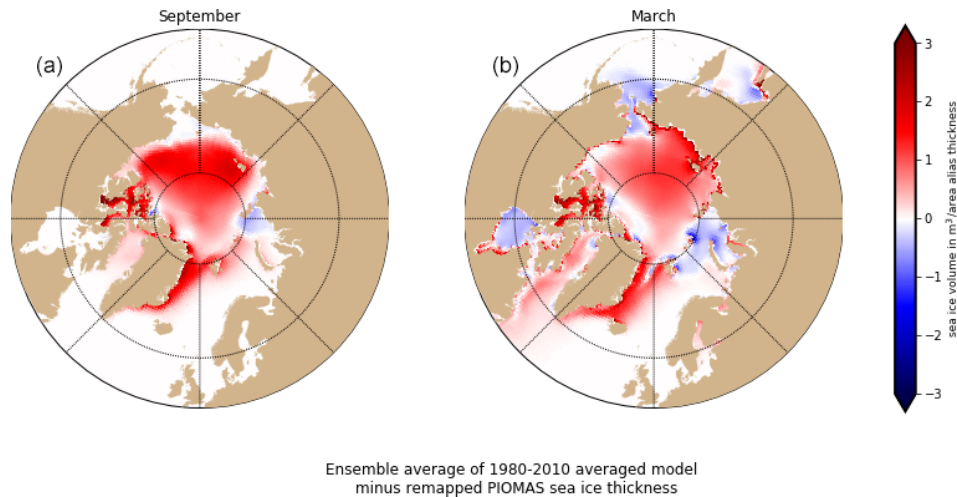 September
March
(a)
(b)
3
2
1
0
−1
−2
−3
sea ice volume in m³/area alias thickness
Ensemble average of 1980-2010 averaged model
minus remapped PIOMAS sea ice thickness